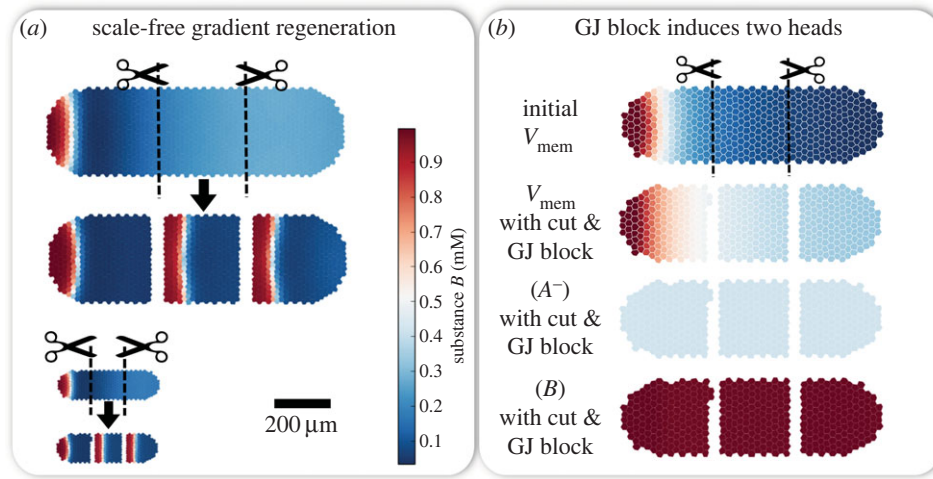 (a) scale-free gradient regeneration
0.9
0.8
0.7
0.6
0.5
0.4
0.3
0.2
0.1
substance B (mM)
200 µm
(b) GJ block induces two heads
initial
Vmem
Vmem
with cut &
GJ block
(A⁻)
with cut &
GJ block
(B)
with cut &
GJ block